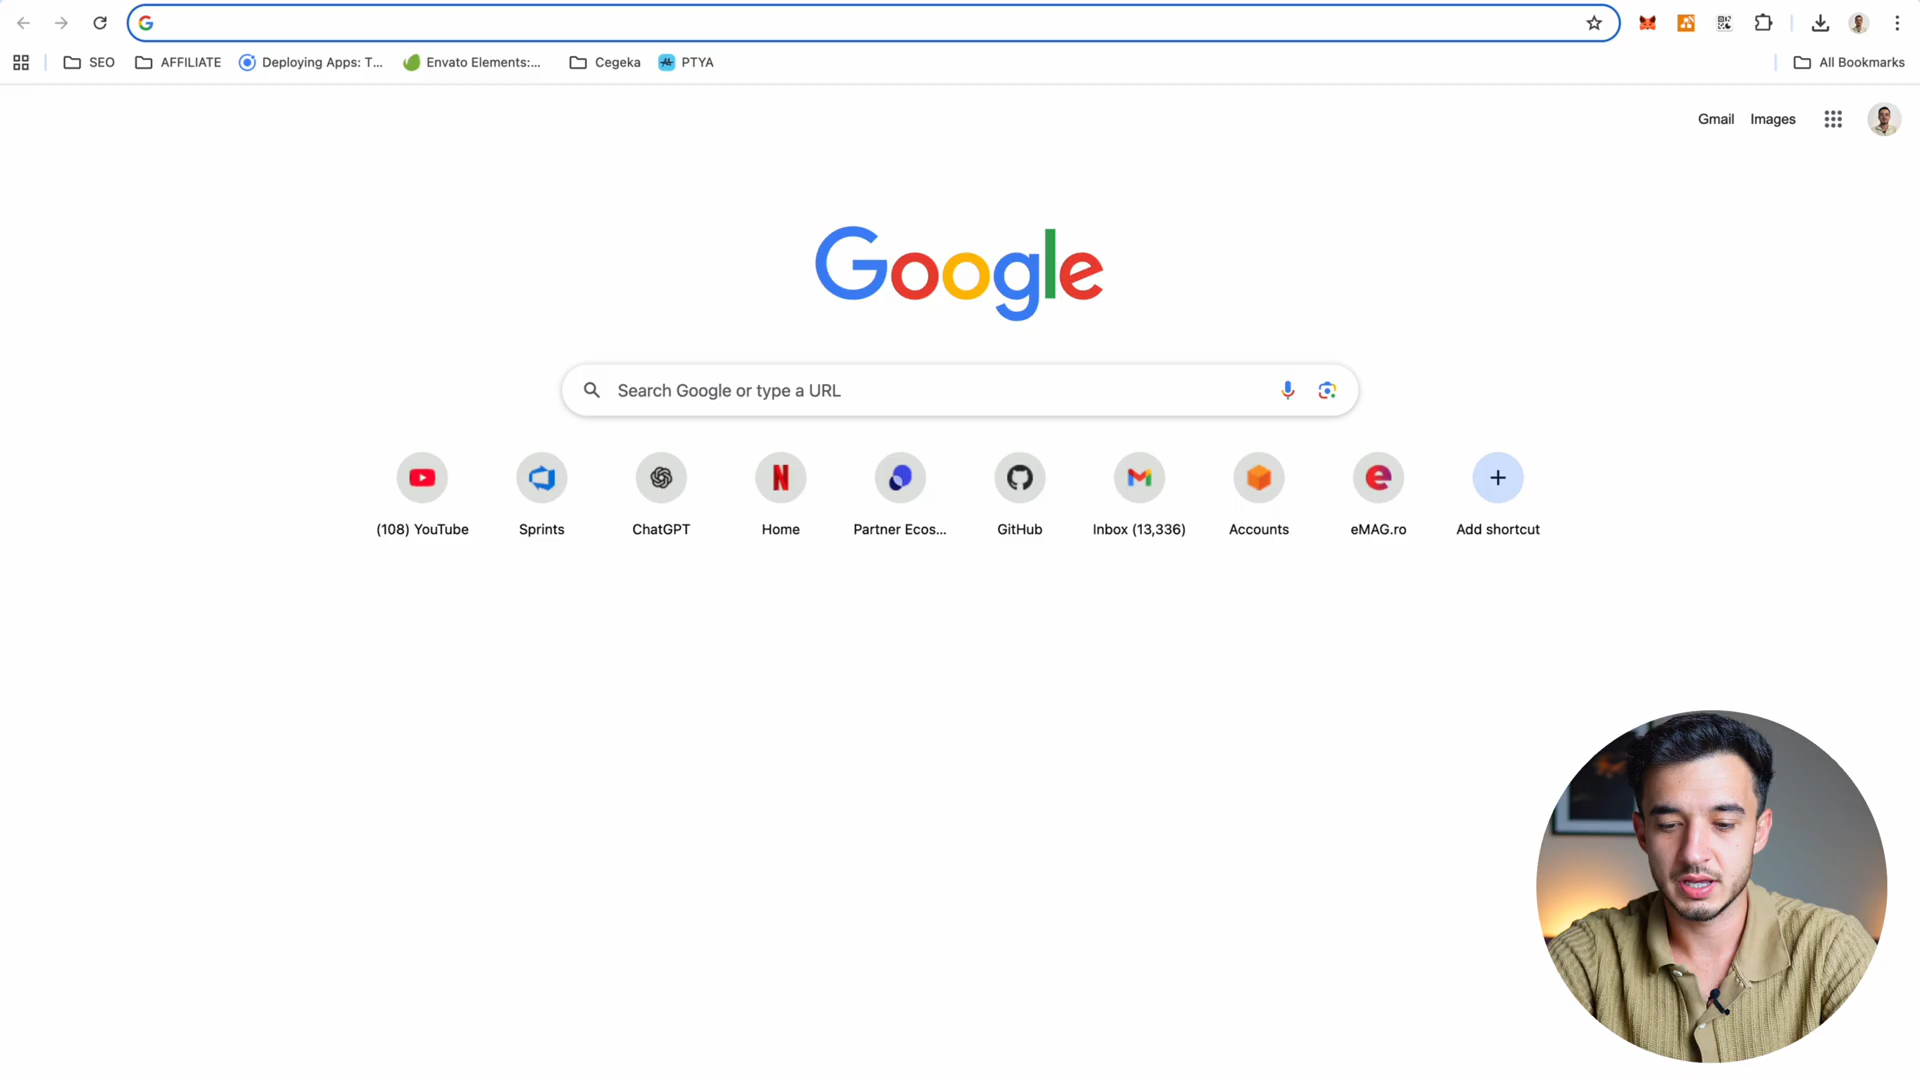 SEO
AFFILIATE
Deploying Apps: T...
Envato Elements:...
Cegeka
PTYA
All Bookmarks
Gmail
Images
Google
Search Google or type a URL
(108) YouTube
Sprints
ChatGPT
Home
Partner Ecos...
GitHub
Inbox (13,336)
Accounts
eMAG.ro
Add shortcut